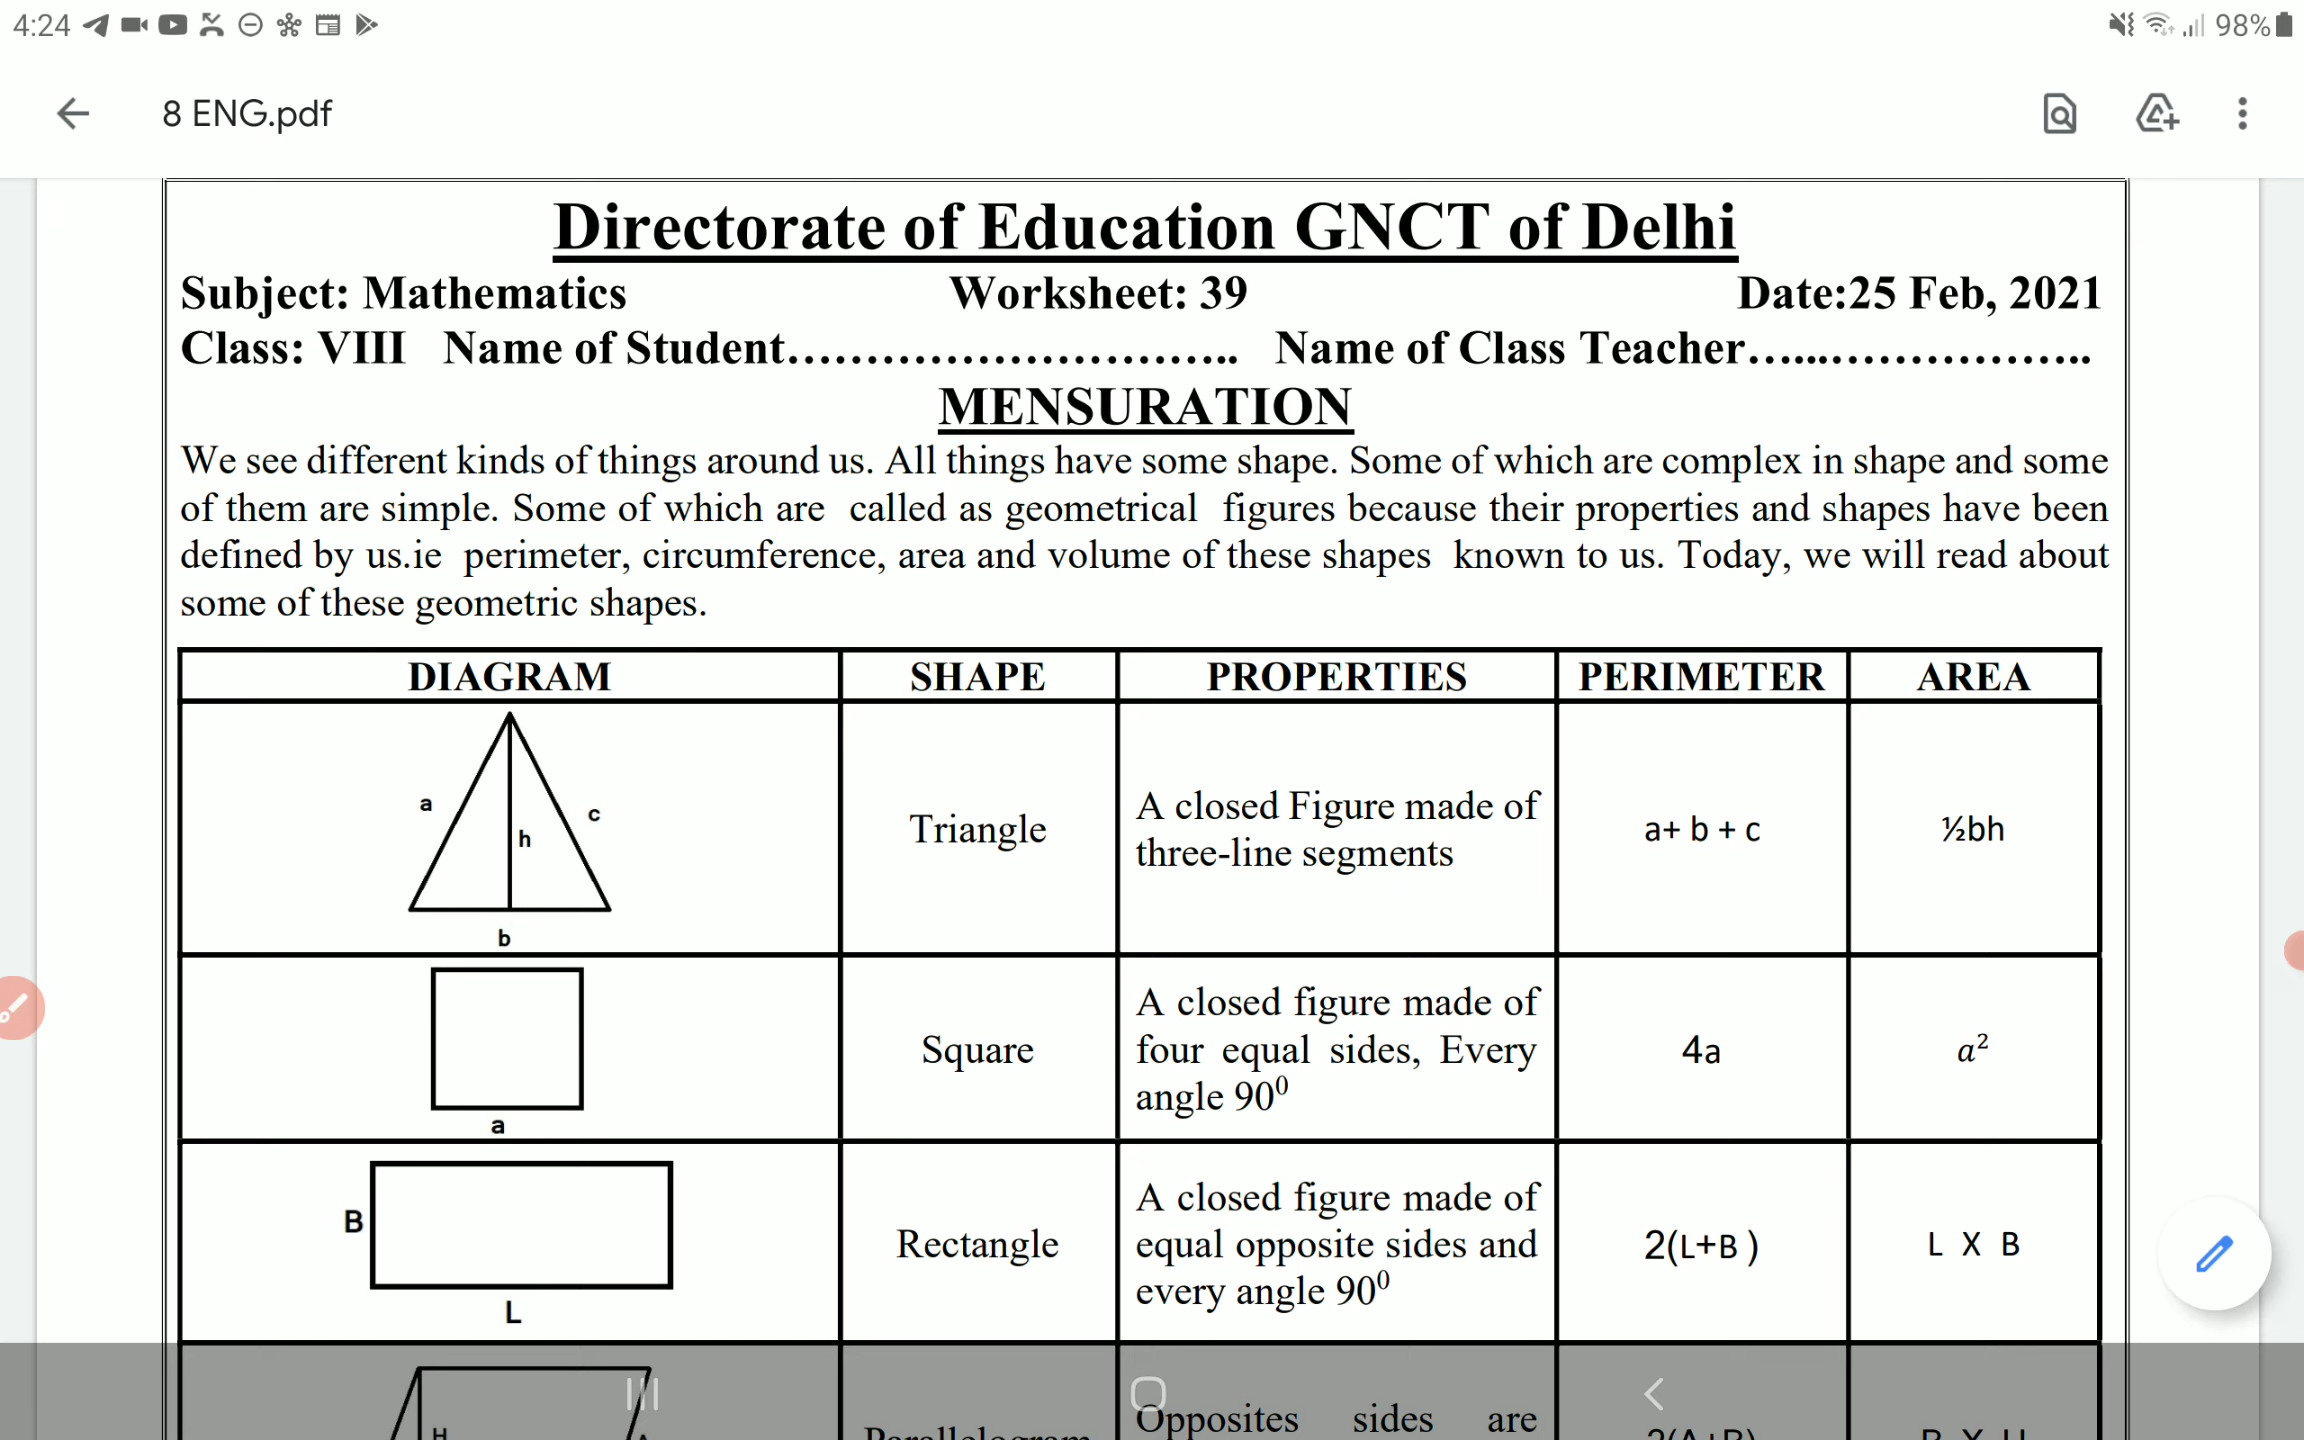 4:24
98%
8 ENG.pdf
Directorate of Education GNCT of Delhi
Subject: Mathematics Worksheet: 39 Date:25 Feb, 2021
Class: VIII Name of Student………………………….. Name of Class Teacher…...……………..
MENSURATION
We see different kinds of things around us. All things have some shape. Some of which are complex in shape and some
of them are simple. Some of which are called as geometrical figures because their properties and shapes have been
defined by us.ie perimeter, circumference, area and volume of these shapes known to us. Today, we will read about
some of these geometric shapes.
DIAGRAM SHAPE PROPERTIES PERIMETER AREA
a
c
h
b
Triangle
A closed Figure made of
three-line segments
a+ b + c
½bh
a
Square
A closed figure made of
four equal sides, Every
angle 90⁰
4a
a²
B
L
Rectangle
A closed figure made of
equal opposite sides and
every angle 90⁰
2(L+B )
L X B
H
Parallelogram
Opposites sides are
2(A+B)
B X H